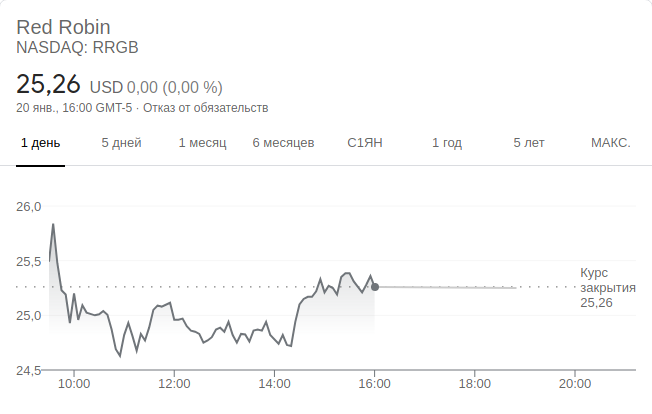 Red Robin
NASDAQ: RRGB
25,26 USD 0,00 (0,00 %)
20 янв., 16:00 GMT-5 · Отказ от обязательств
1 день 5 дней 1 месяц 6 месяцев С1ЯН 1 год 5 лет МАКС.
26,0
25,5
Курс
закрытия
25,26
25,0
24,5
10:00 12:00 14:00 16:00 18:00 20:00